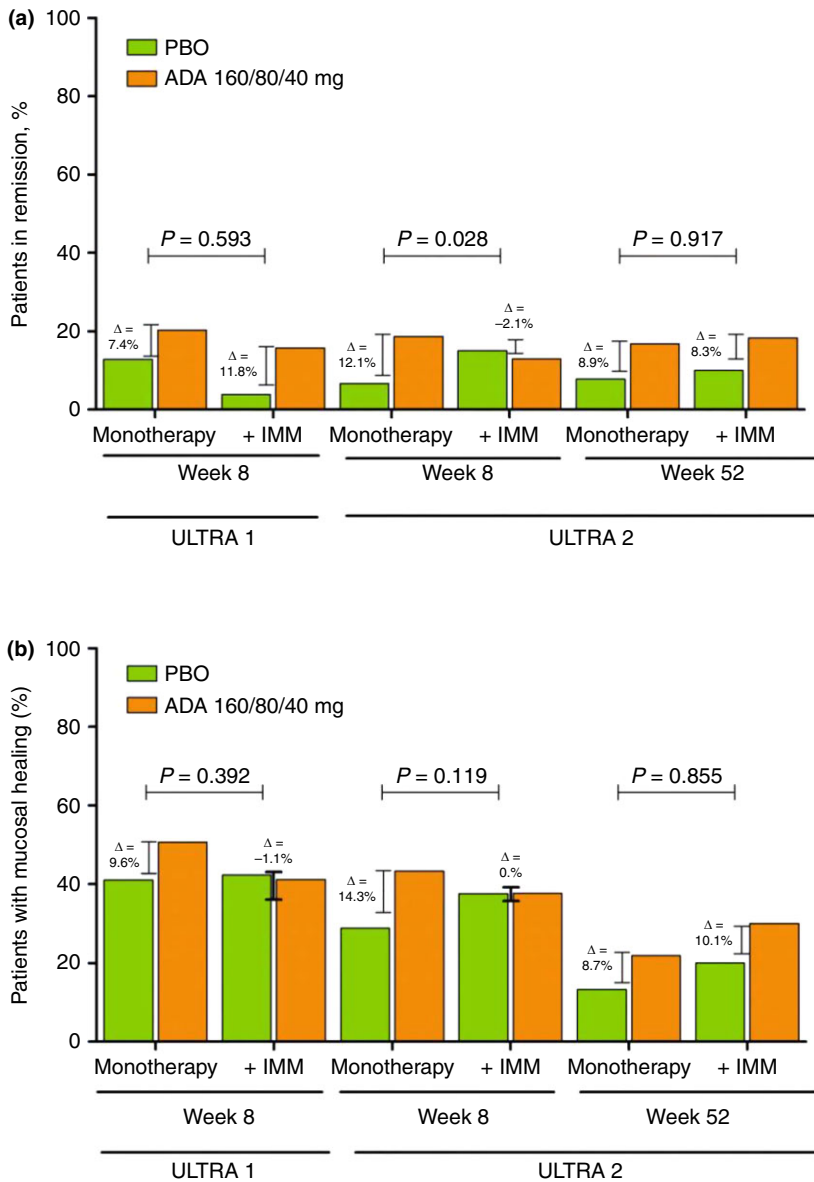 (a)
100
80
60
40
20
0
Patients in remission, %
PBO
ADA 160/80/40 mg
P = 0.593
P = 0.028
P = 0.917
Δ =
7.4%
Δ =
11.8%
Δ =
12.1%
Δ =
−2.1%
Δ =
8.9%
Δ =
8.3%
Monotherapy + IMM Monotherapy + IMM Monotherapy + IMM
Week 8 Week 8 Week 52
ULTRA 1 ULTRA 2
(b)
100
80
60
40
20
0
Patients with mucosal healing (%)
PBO
ADA 160/80/40 mg
P = 0.392
P = 0.119
P = 0.855
Δ =
9.6%
Δ =
−1.1%
Δ =
14.3%
Δ =
0.%
Δ =
8.7%
Δ =
10.1%
Monotherapy + IMM Monotherapy + IMM Monotherapy + IMM
Week 8 Week 8 Week 52
ULTRA 1 ULTRA 2